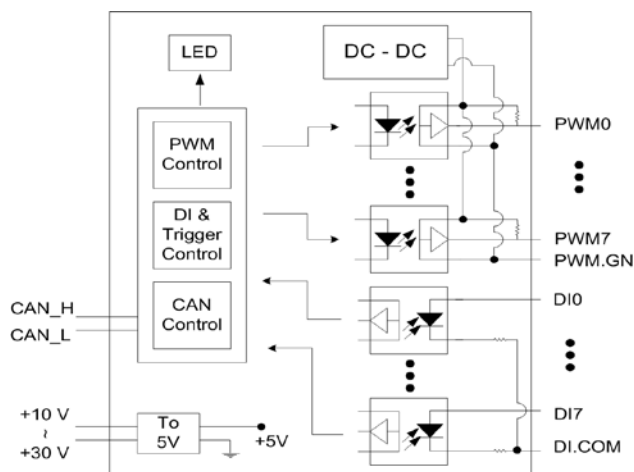 LED
DC - DC
PWM
Control
PWM0
DI &
Trigger
Control
PWM7
PWM.GN
CAN
Control
DI0
CAN_H
CAN_L
+10 V
~
+30 V
To
5V
+5V
DI7
DI.COM